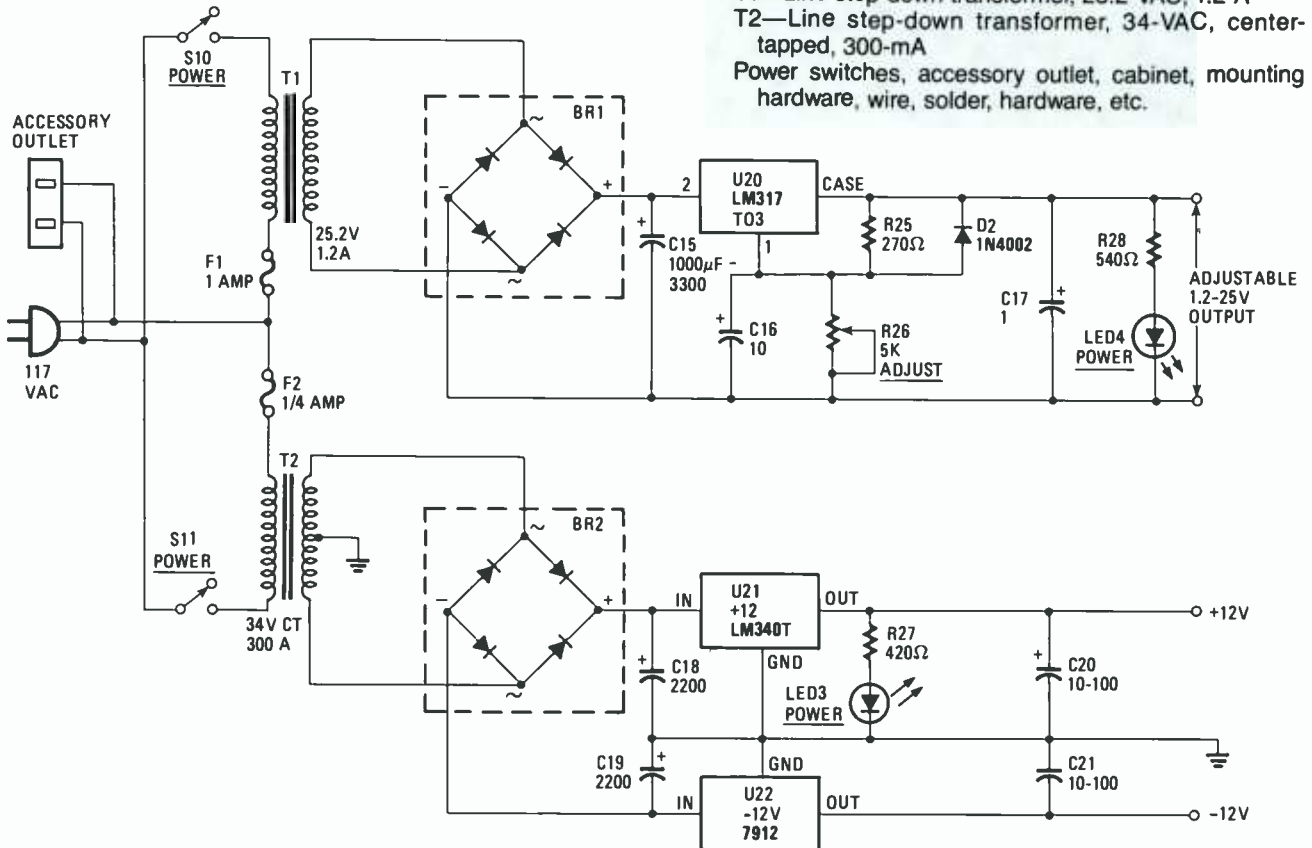 T2—Line step-down transformer, 34-VAC, center-
tapped, 300-mA
Power switches, accessory outlet, cabinet, mounting
hardware, wire, solder, hardware, etc.
S10
POWER
T1
BR1
ACCESSORY
OUTLET
~
-
+
~
25.2V
1.2A
F1
1 AMP
117
VAC
F2
1/4 AMP
2
U20
LM317
TO3
CASE
1
+
C15
1000µF -
3300
R25
270Ω
D2
1N4002
+
C16
10
R26
5K
ADJUST
+
C17
1
R28
540Ω
LED4
POWER
ADJUSTABLE
1.2-25V
OUTPUT
T2
S11
POWER
34V CT
300 A
BR2
~
-
+
~
IN
U21
+12
LM340T
OUT
GND
+12V
+
C18
2200
R27
420Ω
LED3
POWER
+
C20
10-100
C19
2200
+
GND
C21
10-100
IN
U22
-12V
7912
OUT
-12V